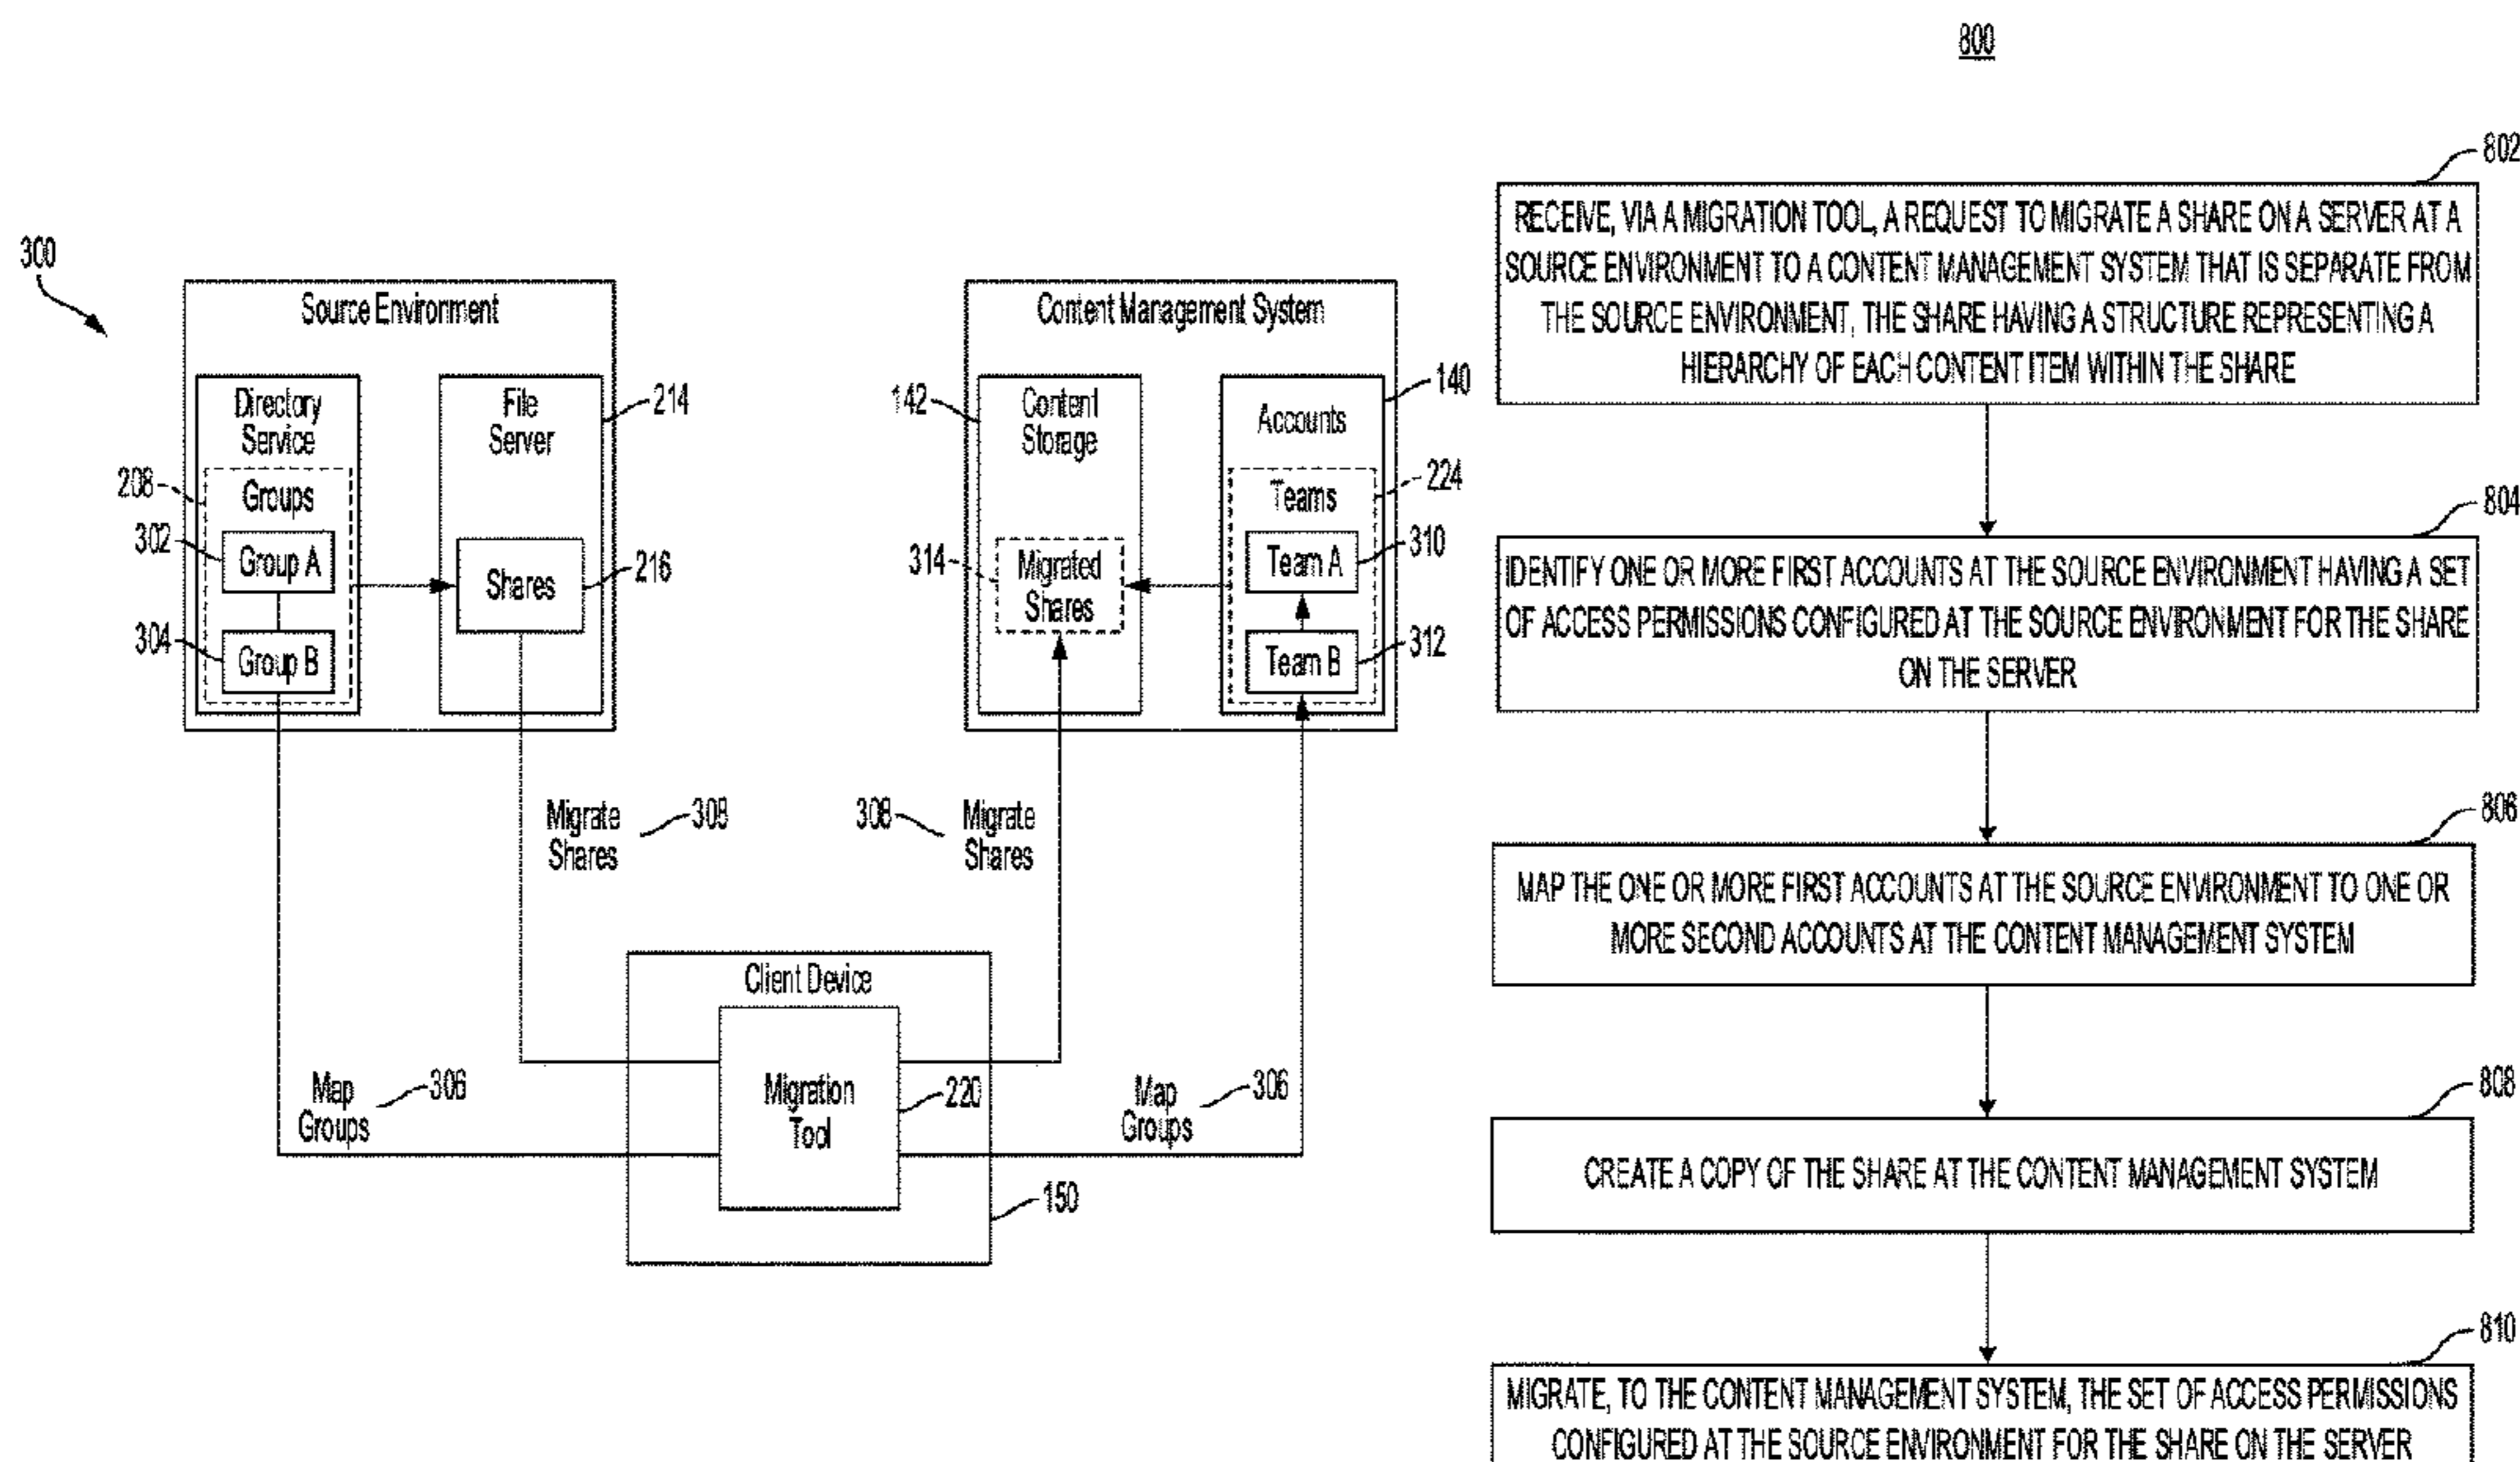 800
300
Source Environment
Directory
Service
208
Groups
302
Group A
304
Group B
File
Server
214
Shares
216
Content Management System
142
Content
Storage
314
Migrated
Shares
140
Accounts
Teams
224
Team A
310
Team B
312
Migrate
Shares
308
308
Migrate
Shares
Client Device
Migration
Tool
220
150
Map
Groups
306
Map
Groups
306
802
RECEIVE, VIA A MIGRATION TOOL, A REQUEST TO MIGRATE A SHARE ON A SERVER AT A
SOURCE ENVIRONMENT TO A CONTENT MANAGEMENT SYSTEM THAT IS SEPARATE FROM
THE SOURCE ENVIRONMENT, THE SHARE HAVING A STRUCTURE REPRESENTING A
HIERARCHY OF EACH CONTENT ITEM WITHIN THE SHARE
804
IDENTIFY ONE OR MORE FIRST ACCOUNTS AT THE SOURCE ENVIRONMENT HAVING A SET
OF ACCESS PERMISSIONS CONFIGURED AT THE SOURCE ENVIRONMENT FOR THE SHARE
ON THE SERVER
806
MAP THE ONE OR MORE FIRST ACCOUNTS AT THE SOURCE ENVIRONMENT TO ONE OR
MORE SECOND ACCOUNTS AT THE CONTENT MANAGEMENT SYSTEM
808
CREATE A COPY OF THE SHARE AT THE CONTENT MANAGEMENT SYSTEM
810
MIGRATE, TO THE CONTENT MANAGEMENT SYSTEM, THE SET OF ACCESS PERMISSIONS
CONFIGURED AT THE SOURCE ENVIRONMENT FOR THE SHARE ON THE SERVER